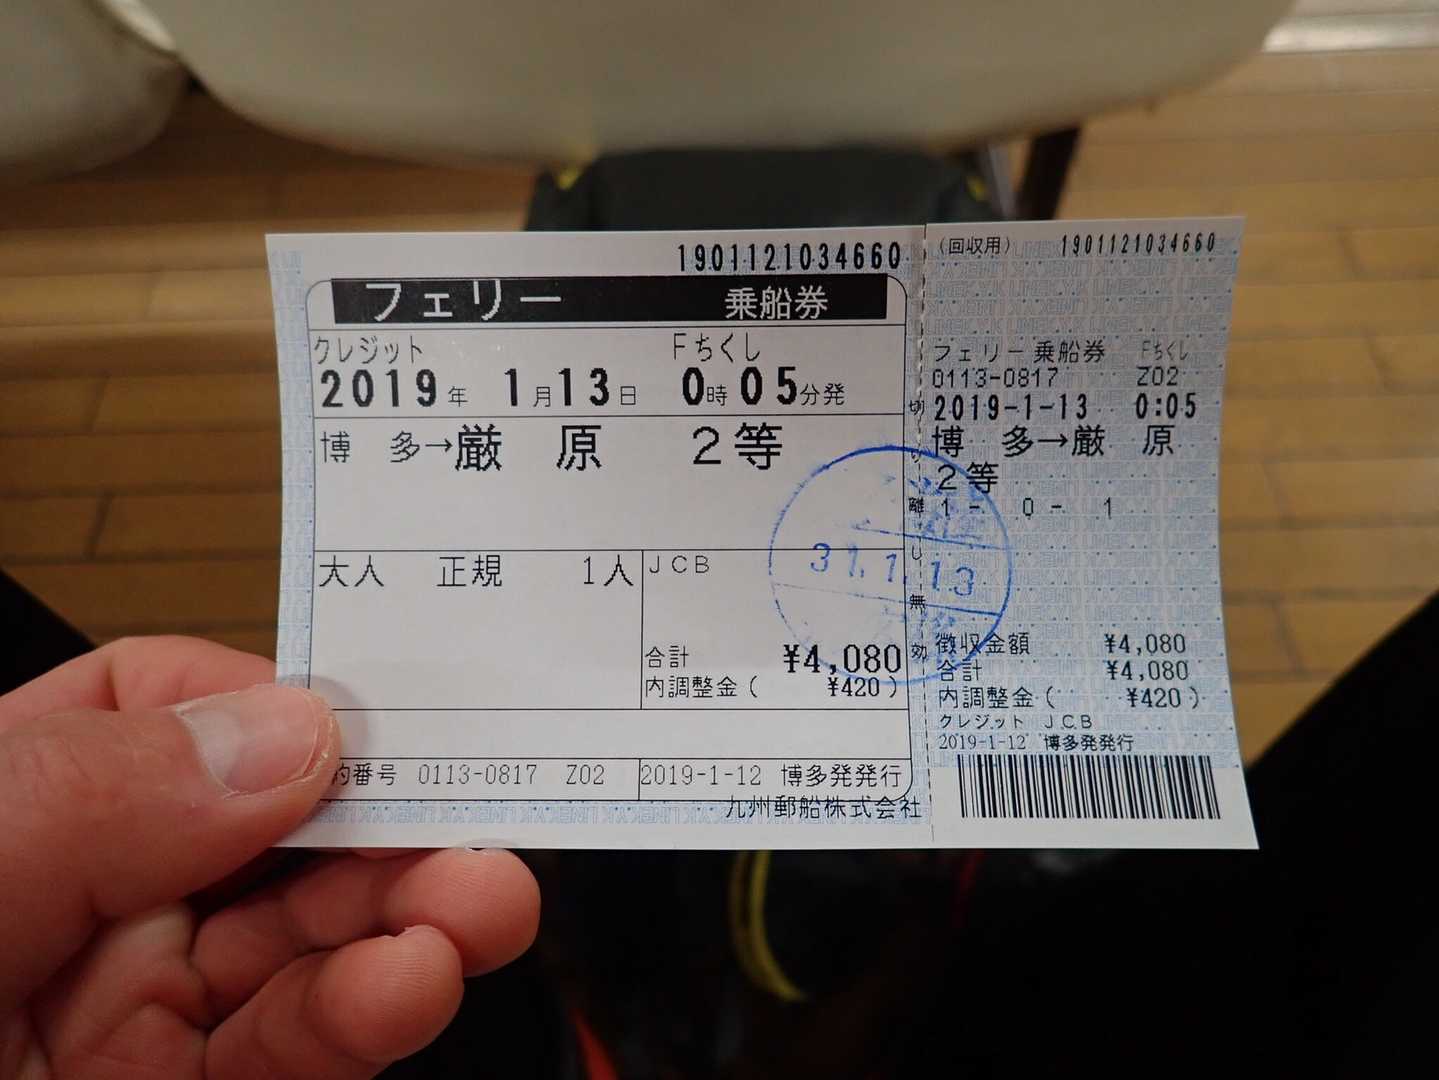 1901121034660
フェリー 乗船券
クレジット Fちくし
2019年 1月13日 0時05分発
博 多→厳 原 2等
大人 正規 1人
JCB
合計 ¥4,080
内調整金( ¥420)
約番号 0113-0817 Z02
2019-1-12 博多発発行
九州郵船株式会社
切り離し無効
31.1.13
(回収用) 1901121034660
フェリー乗船券 Fちくし
0113-0817 Z02
2019-1-13 0:05
博 多→厳 原
2等
1- 0- 1
徴収金額 ¥4,080
合計 ¥4,080
内調整金( ¥420)
クレジット JCB
2019-1-12 博多発発行